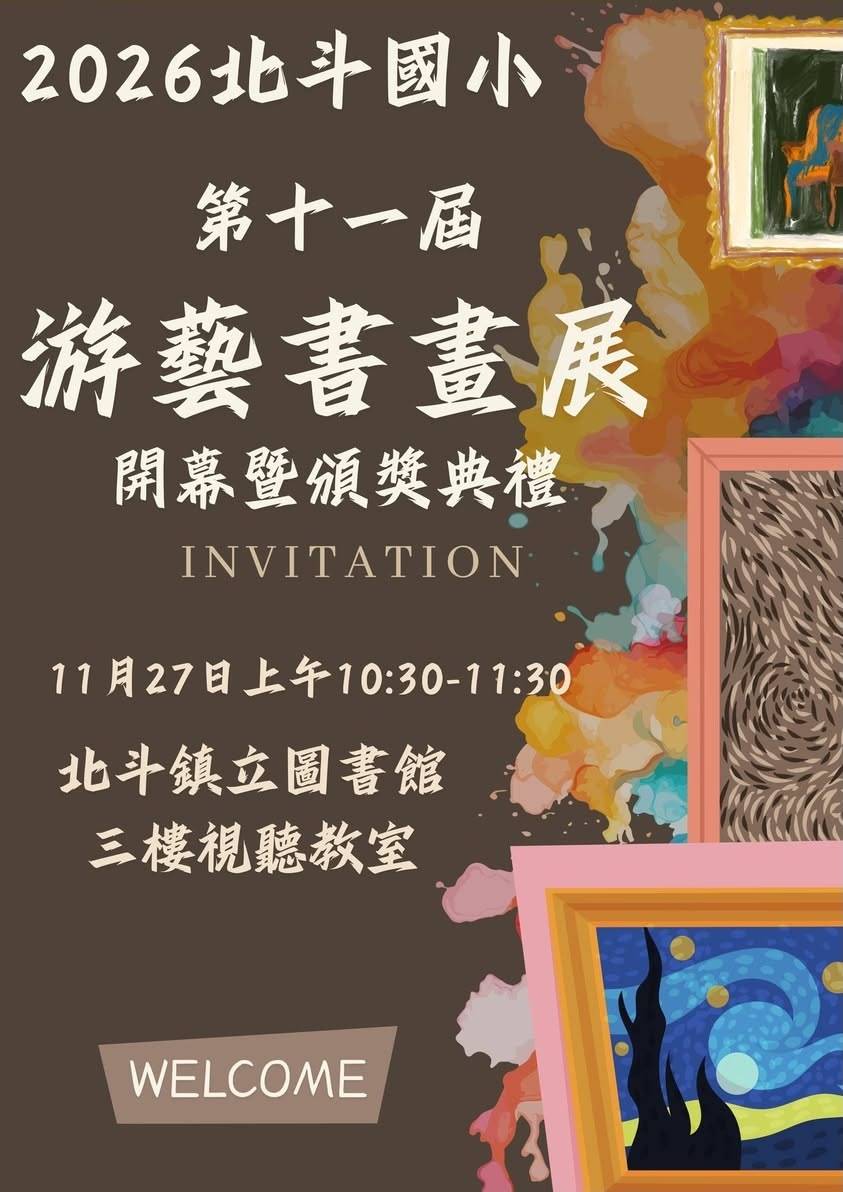 2026北斗國小
第十一屆
游藝書畫展
開幕暨頒獎典禮
INVITATION
11月27日上午10:30-11:30
北斗鎮立圖書館
三樓視聽教室
WELCOME